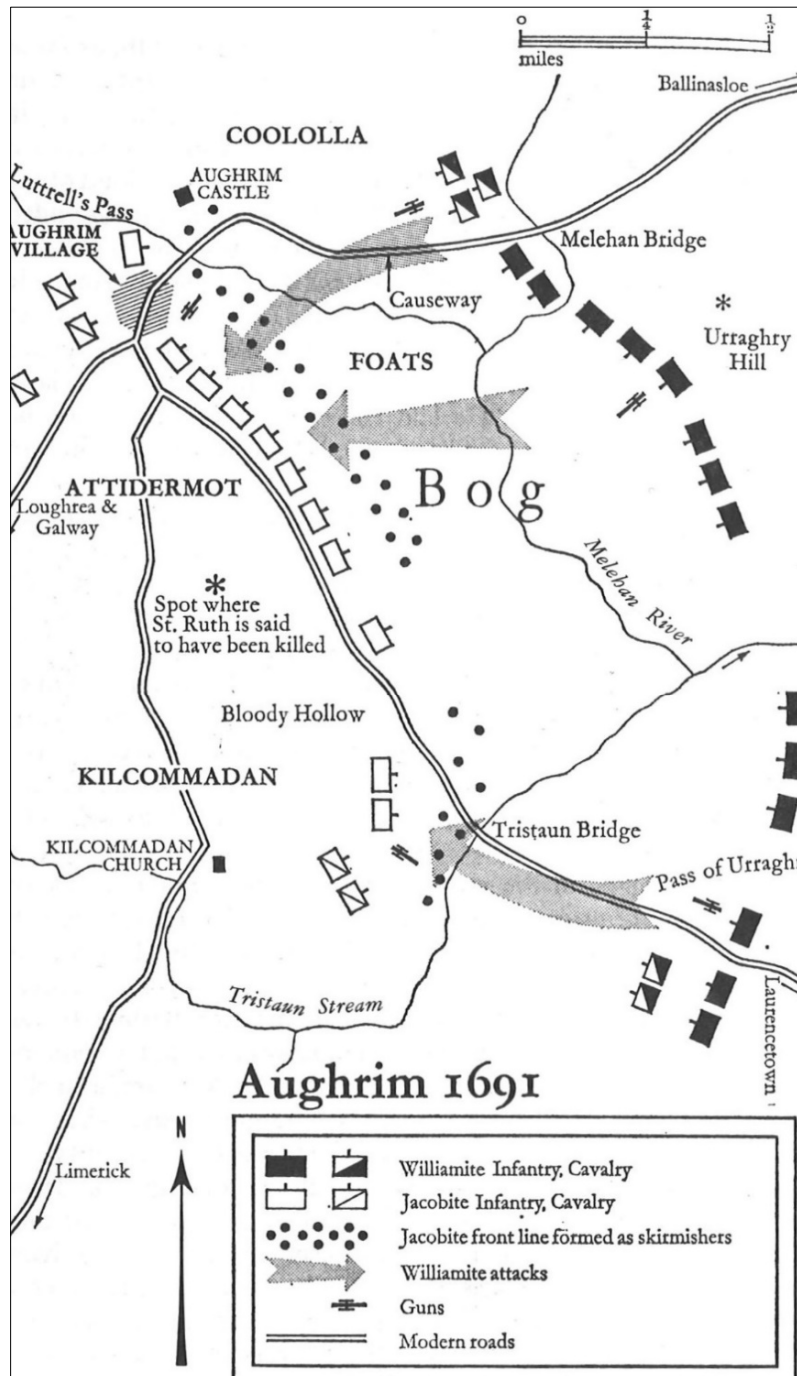 0 1/4 1/2
miles
Ballinasloe
COOLOLLA
AUGHRIM
CASTLE
Luttrell's Pass
AUGHRIM
VILLAGE
Melehan Bridge
Causeway
Urraghry
Hill
FOATS
Bog
ATTIDERMOT
Loughrea &
Galway
Melehan River
Spot where
St. Ruth is said
to have been killed
Bloody Hollow
KILCOMMADAN
KILCOMMADAN
CHURCH
Tristaun Bridge
Pass of Urragh
Tristaun Stream
Laurencetown
Aughrim 1691
Limerick
N
Williamite Infantry, Cavalry
Jacobite Infantry, Cavalry
Jacobite front line formed as skirmishers
Williamite attacks
Guns
Modern roads